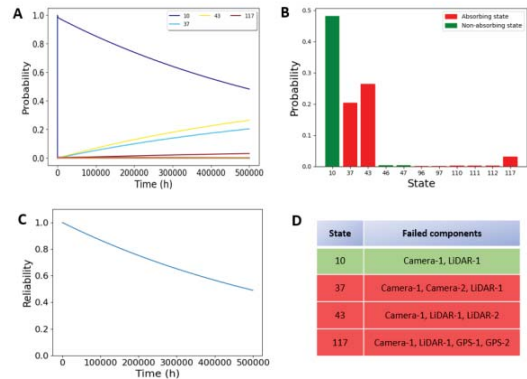 A
10
43
117
37
Probability
1.0
0.8
0.6
0.4
0.2
0.0
0
100000
200000
300000
400000
500000
Time (h)
B
Absorbing state
Non-absorbing state
Probability
0.5
0.4
0.3
0.2
0.1
0.0
10
37
43
46
47
96
97
110
111
112
117
State
C
Reliability
1.0
0.8
0.6
0.4
0.2
0.0
0
100000
200000
300000
400000
500000
Time (h)
D
State Failed components
10 Camera-1, LiDAR-1
37 Camera-1, Camera-2, LiDAR-1
43 Camera-1, LiDAR-1, LiDAR-2
117 Camera-1, LiDAR-1, GPS-1, GPS-2